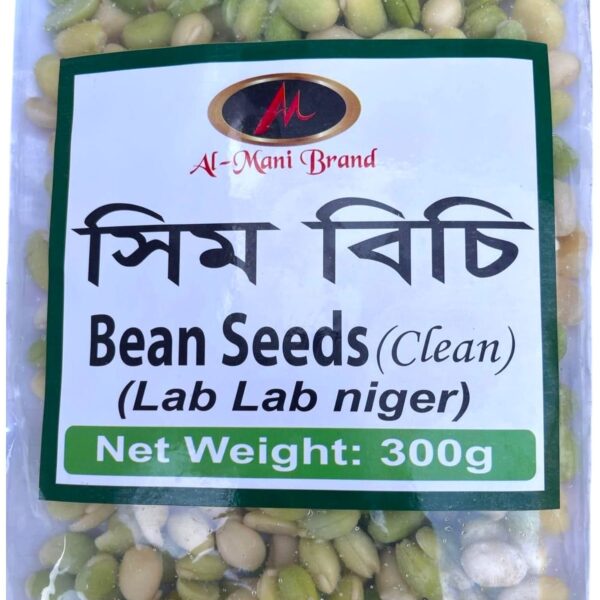 M
Al-Mani Brand
সিম বিচি
Bean Seeds (Clean)
(Lab Lab niger)
Net Weight: 300g